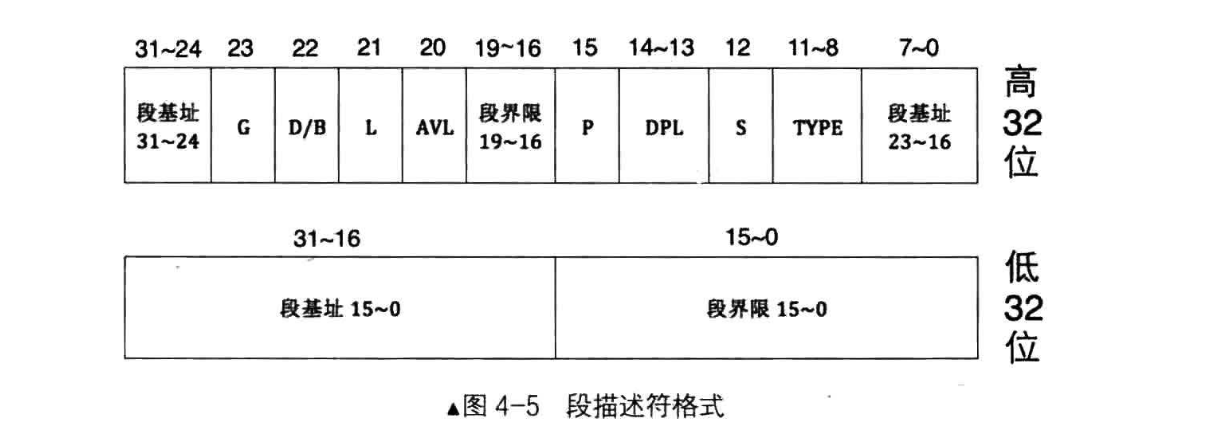 31~24 23 22 21 20 19~16 15 14~13 12 11~8 7~0
段基址 31~24
G
D/B
L
AVL
段界限 19~16
P
DPL
S
TYPE
段基址 23~16
高32位
31~16 15~0
段基址 15~0
段界限 15~0
低32位
▲图 4-5 段描述符格式